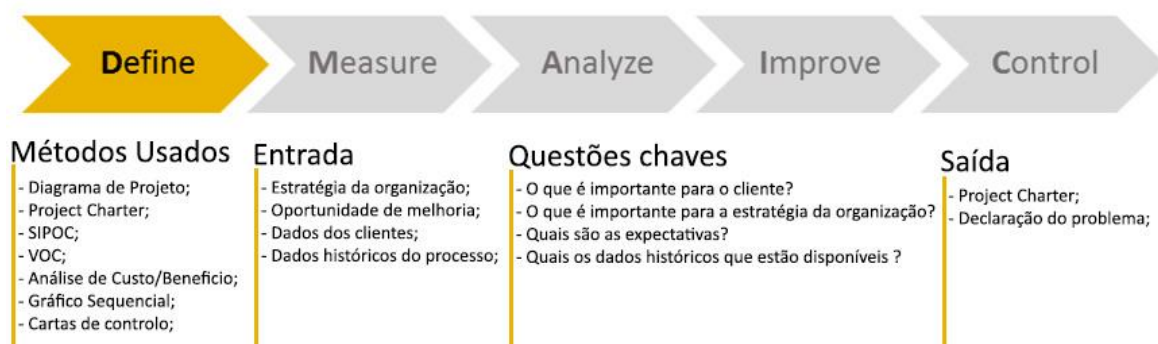 Define Measure Analyze Improve Control
Métodos Usados
- Diagrama de Projeto;
- Project Charter;
- SIPOC;
- VOC;
- Análise de Custo/Beneficio;
- Gráfico Sequencial;
- Cartas de controlo;
Entrada
- Estratégia da organização;
- Oportunidade de melhoria;
- Dados dos clientes;
- Dados históricos do processo;
Questões chaves
- O que é importante para o cliente?
- O que é importante para a estratégia da organização?
- Quais são as expectativas?
- Quais os dados históricos que estão disponíveis ?
Saída
- Project Charter;
- Declaração do problema;